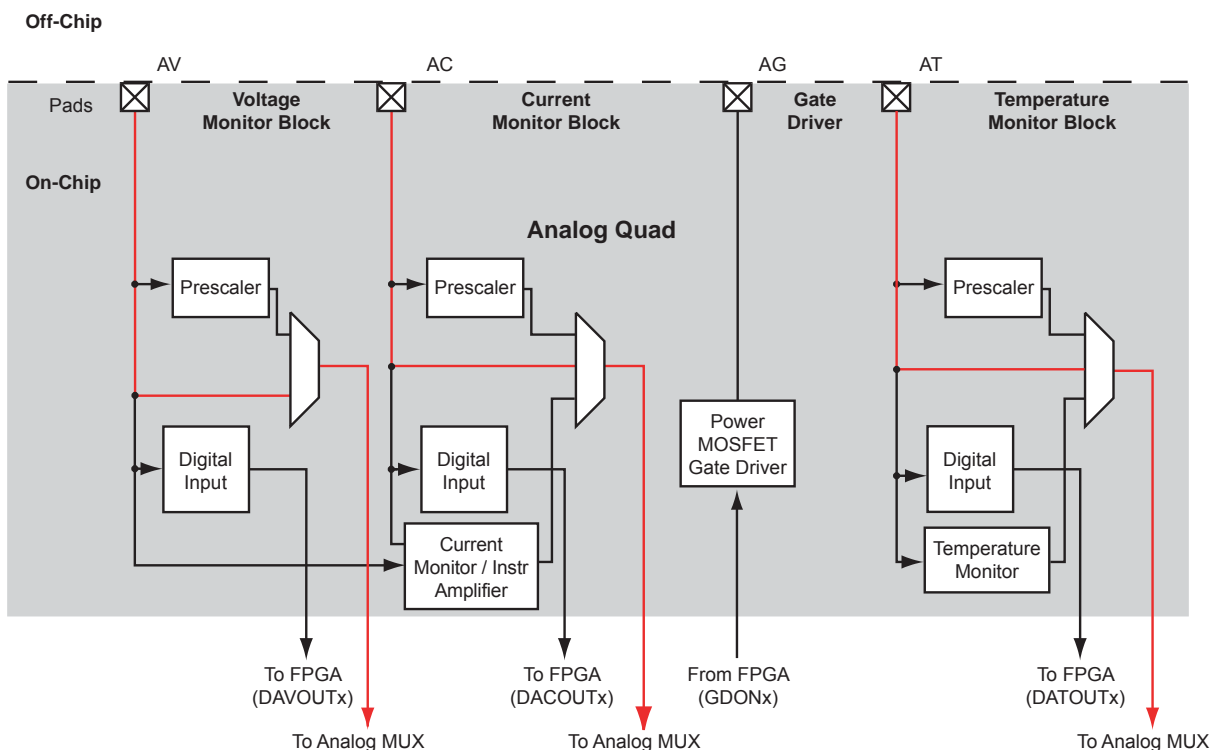 Off-Chip
AV
AC
AG
AT
Pads
Voltage
Monitor Block
Current
Monitor Block
Gate
Driver
Temperature
Monitor Block
On-Chip
Analog Quad
Prescaler
Prescaler
Prescaler
Power
MOSFET
Gate Driver
Digital
Input
Digital
Input
Digital
Input
Current
Monitor / Instr
Amplifier
Temperature
Monitor
To FPGA
(DAVOUTx)
To FPGA
(DACOUTx)
From FPGA
(GDONx)
To FPGA
(DATOUTx)
To Analog MUX
To Analog MUX
To Analog MUX